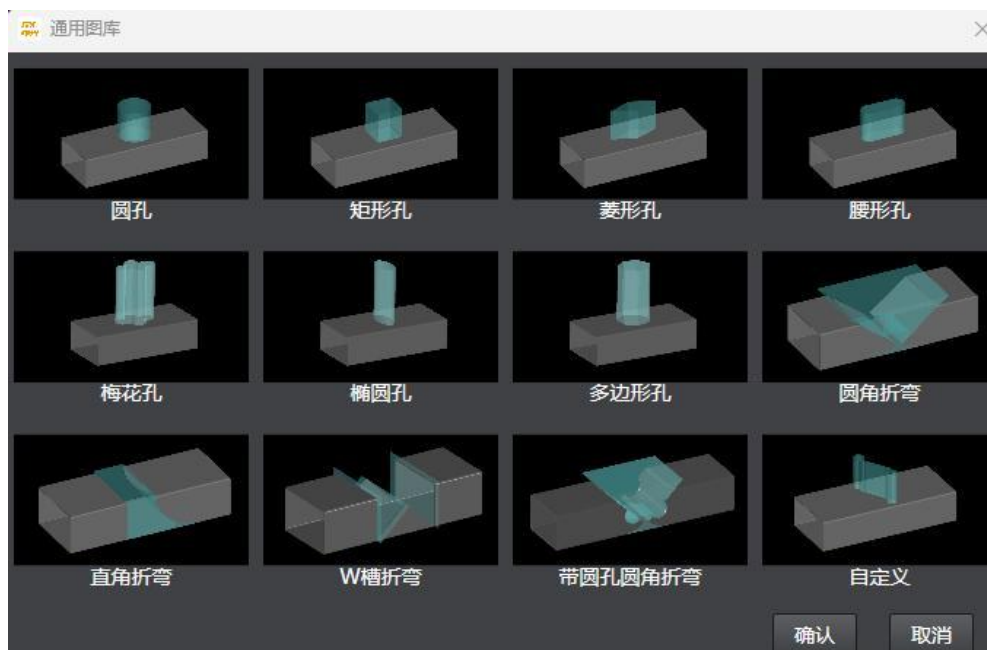 通用图库
圆孔
矩形孔
菱形孔
腰形孔
梅花孔
椭圆孔
多边形孔
圆角折弯
直角折弯
W槽折弯
带圆孔圆角折弯
自定义
确认
取消